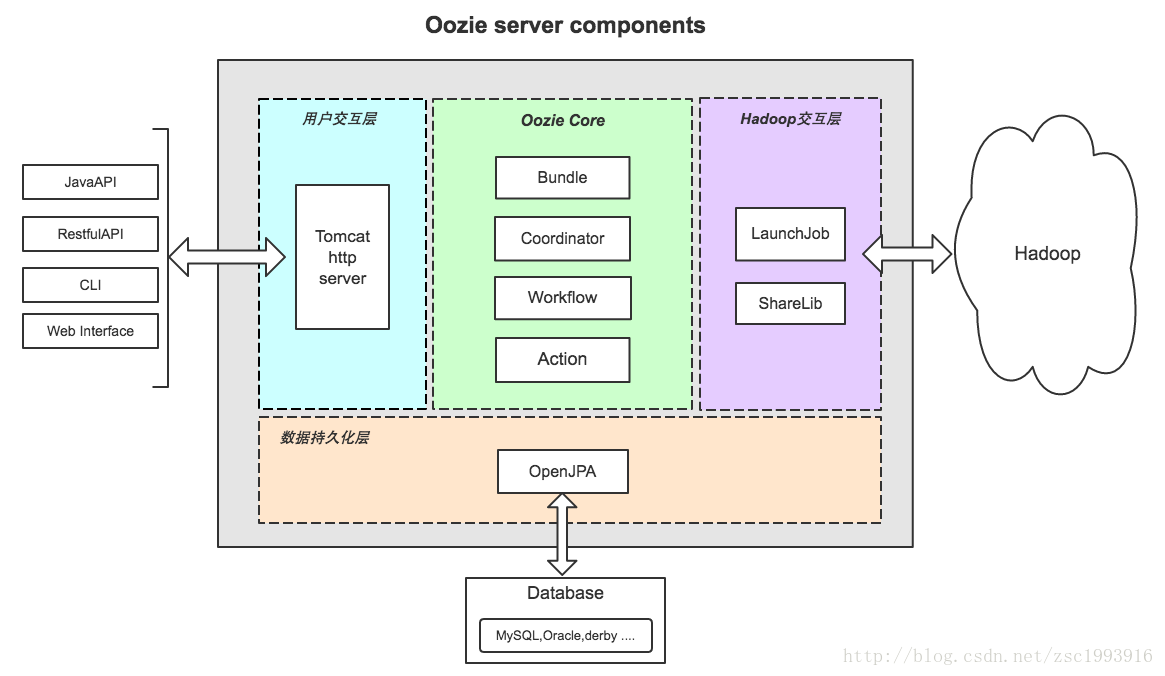 Oozie server components
用户交互层
Oozie Core
Hadoop交互层
JavaAPI
RestfulAPI
CLI
Web Interface
Tomcat
http
server
Bundle
Coordinator
Workflow
Action
LaunchJob
ShareLib
Hadoop
数据持久化层
OpenJPA
Database
MySQL,Oracle,derby ....
http://blog.csdn.net/zsc1993916